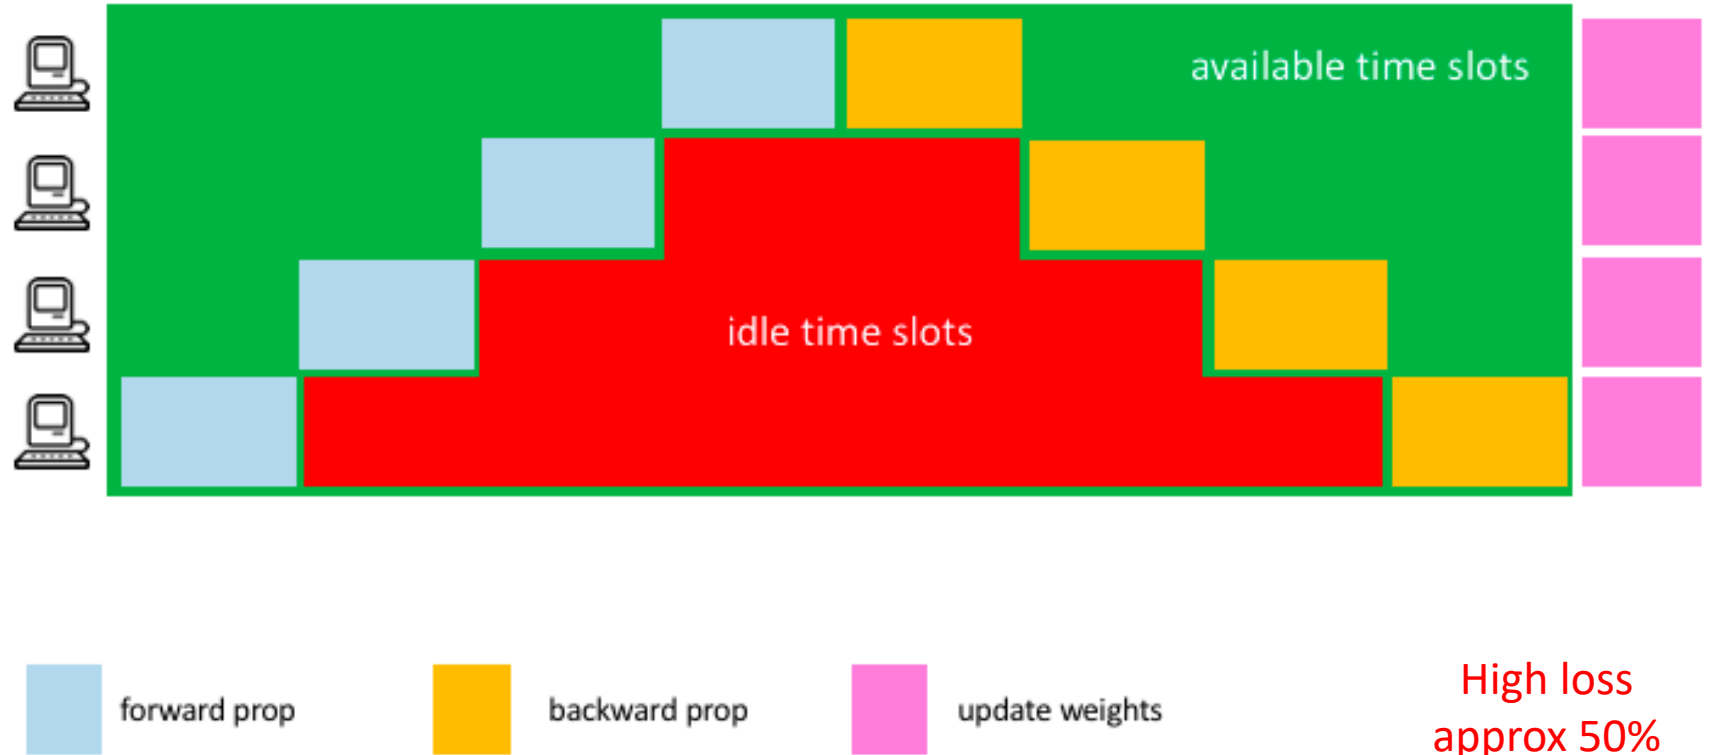 available time slots
idle time slots
forward prop
backward prop
update weights
High loss
approx 50%